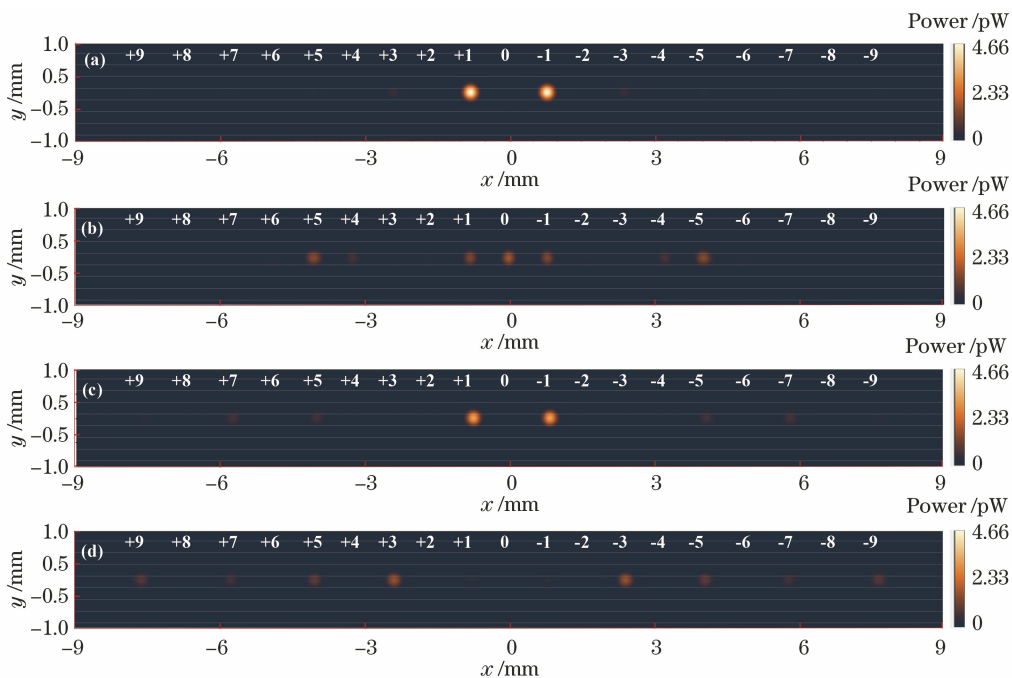 Power /pW
(a) +9 +8 +7 +6 +5 +4 +3 +2 +1 0 -1 -2 -3 -4 -5 -6 -7 -8 -9
y /mm
1.0
0.5
−0.5
−1.0
4.66
2.33
0
−9 −6 −3 0 3 6 9
x /mm
Power /pW
(b) +9 +8 +7 +6 +5 +4 +3 +2 +1 0 -1 -2 -3 -4 -5 -6 -7 -8 -9
y /mm
1.0
0.5
−0.5
−1.0
4.66
2.33
0
−9 −6 −3 0 3 6 9
x /mm
Power /pW
(c) +9 +8 +7 +6 +5 +4 +3 +2 +1 0 -1 -2 -3 -4 -5 -6 -7 -8 -9
y /mm
1.0
0.5
−0.5
−1.0
4.66
2.33
0
−9 −6 −3 0 3 6 9
x /mm
Power /pW
(d) +9 +8 +7 +6 +5 +4 +3 +2 +1 0 -1 -2 -3 -4 -5 -6 -7 -8 -9
y /mm
1.0
0.5
−0.5
−1.0
4.66
2.33
0
−9 −6 −3 0 3 6 9
x /mm